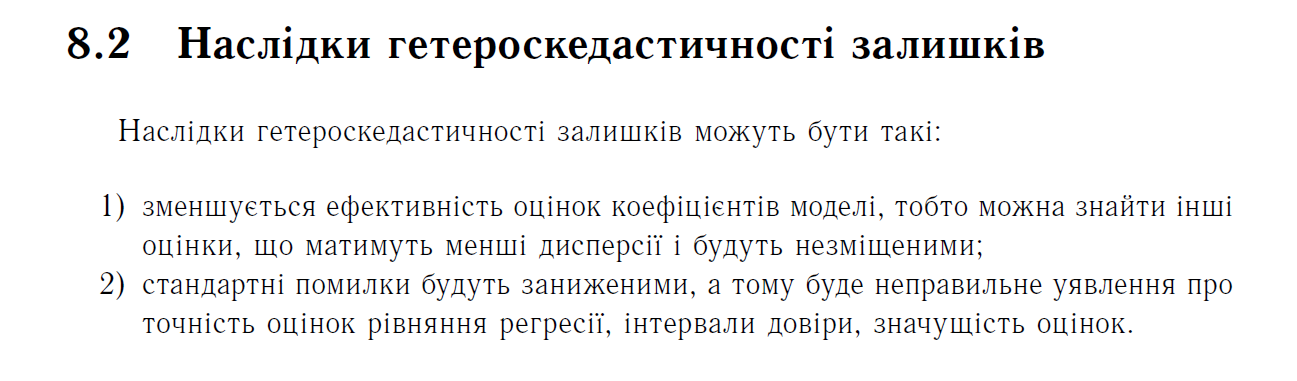 8.2 Наслідки гетероскедастичності залишків
Наслідки гетероскедастичності залишків можуть бути такі:
1) зменшується ефективність оцінок коефіцієнтів моделі, тобто можна знайти інші
оцінки, що матимуть менші дисперсії і будуть незміщеними;
2) стандартні помилки будуть заниженими, а тому буде неправильне уявлення про
точність оцінок рівняння регресії, інтервали довіри, значущість оцінок.